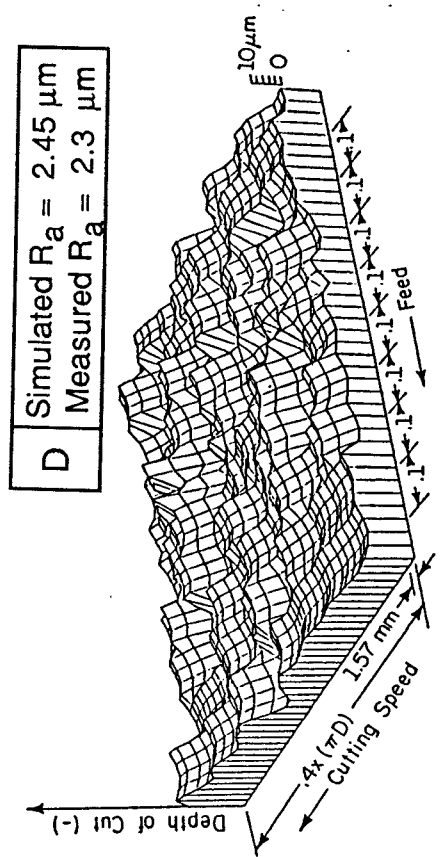 D
Simulated Ra = 2.45 μm
Measured Ra = 2.3 μm
10μm
0
Depth of Cut (-)
.4x (πD)
1.57 mm
Cutting Speed
.1 .1 .1 .1 .1 .1 .1 .1 .1
Feed